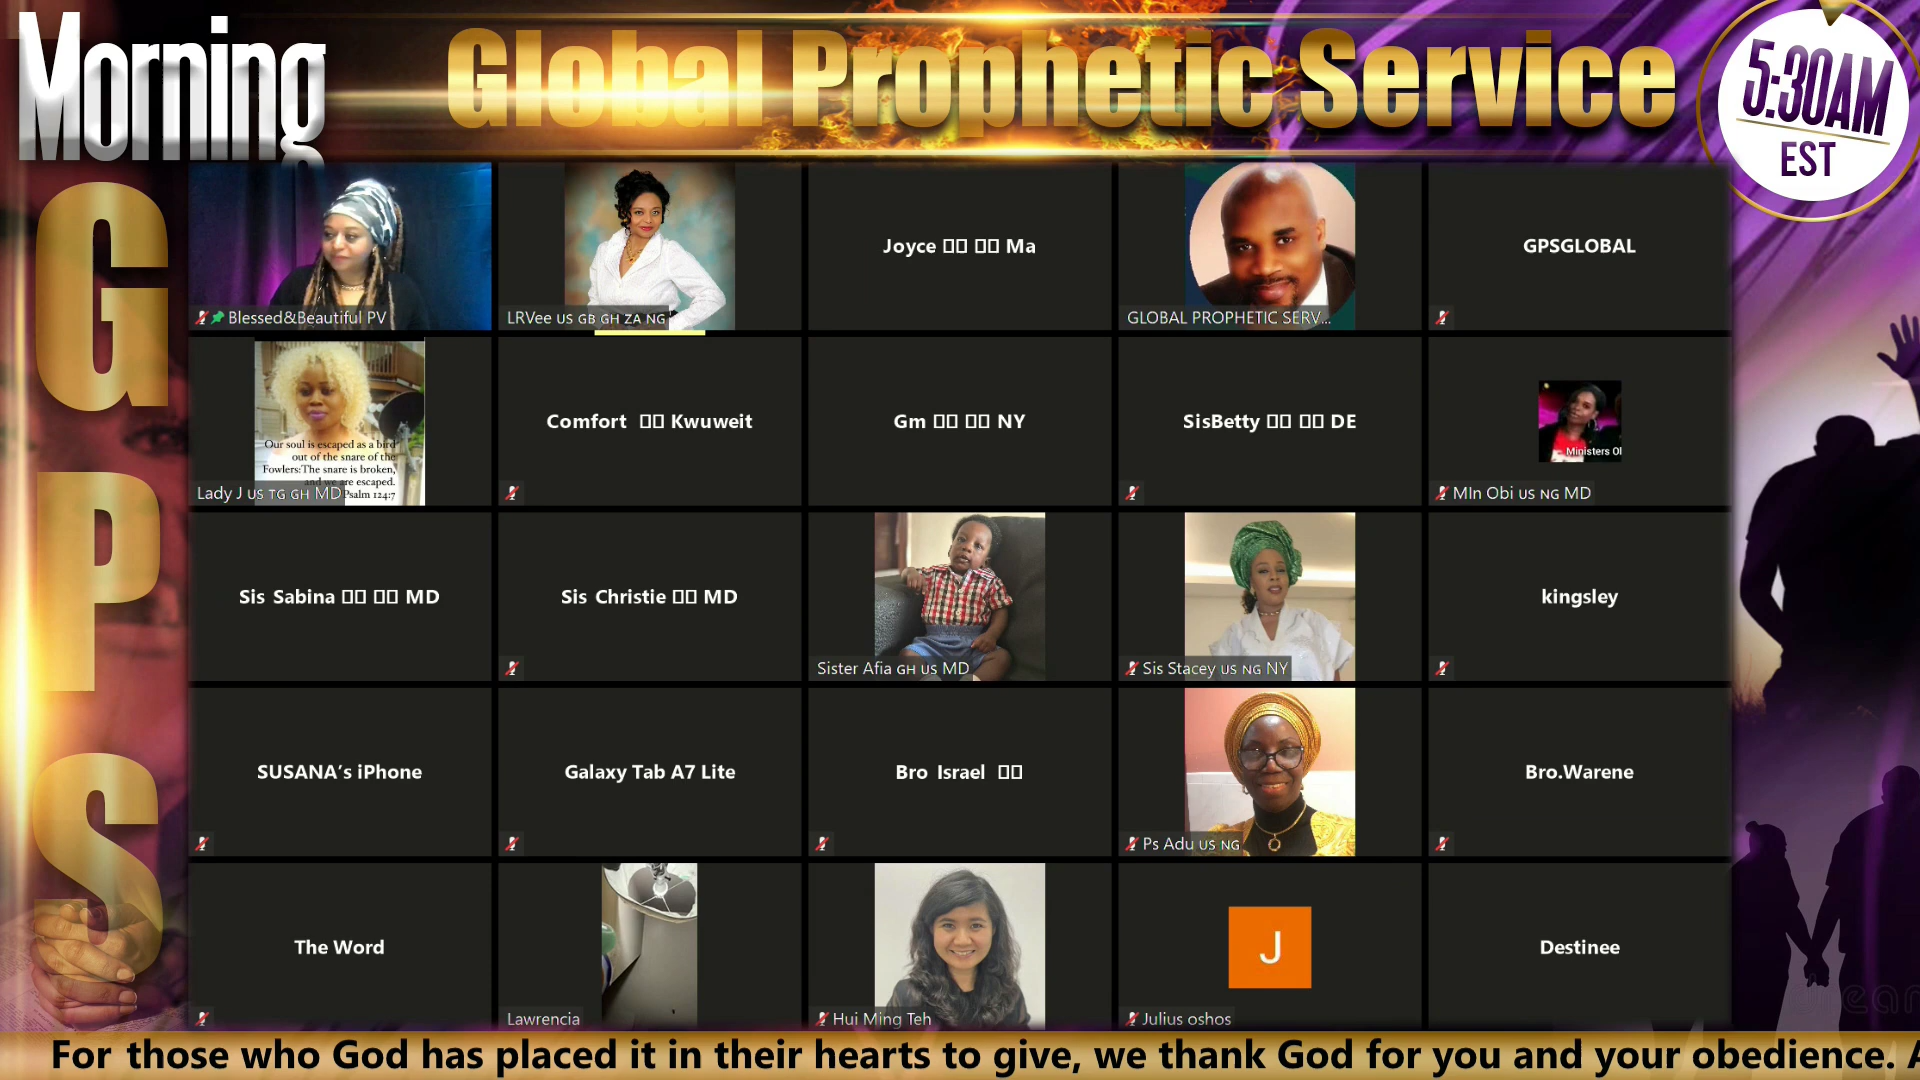 Morning
Global Prophetic Service
5:30AM
EST
G
P
S
Blessed&Beautiful PV
LRVee US GB GH ZA NG
Joyce Ma
GLOBAL PROPHETIC SERV...
GPSGLOBAL
Our soul is escaped as a bird
out of the snare of the
Fowlers:The snare is broken,
and we are escaped.
Psalm 124:7
Lady J US TG GH MD
Comfort Kwuweit
Gm NY
SisBetty DE
Ministers Ol
MIn Obi US NG MD
Sis Sabina MD
Sis Christie MD
Sister Afia GH US MD
Sis Stacey US NG NY
kingsley
SUSANA’s iPhone
Galaxy Tab A7 Lite
Bro Israel
Ps Adu US NG
Bro.Warene
The Word
Lawrencia
Hui Ming Teh
J
Julius oshos
Destinee
For those who God has placed it in their hearts to give, we thank God for you and your obedience. A